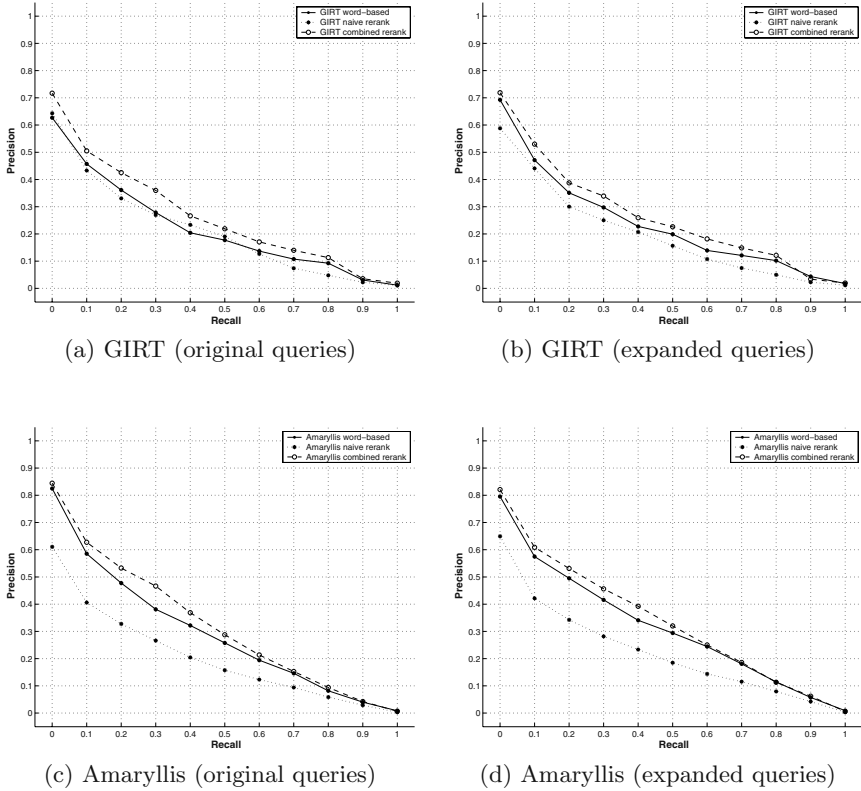 GIRT word-based
GIRT naive rerank
GIRT combined rerank
1
0.9
0.8
0.7
0.6
0.5
0.4
0.3
0.2
0.1
0
Precision
0 0.1 0.2 0.3 0.4 0.5 0.6 0.7 0.8 0.9 1
Recall
(a) GIRT (original queries)
GIRT word-based
GIRT naive rerank
GIRT combined rerank
1
0.9
0.8
0.7
0.6
0.5
0.4
0.3
0.2
0.1
0
Precision
0 0.1 0.2 0.3 0.4 0.5 0.6 0.7 0.8 0.9 1
Recall
(b) GIRT (expanded queries)
Amaryllis word-based
Amaryllis naive rerank
Amaryllis combined rerank
1
0.9
0.8
0.7
0.6
0.5
0.4
0.3
0.2
0.1
0
Precision
0 0.1 0.2 0.3 0.4 0.5 0.6 0.7 0.8 0.9 1
Recall
(c) Amaryllis (original queries)
Amaryllis word-based
Amaryllis naive rerank
Amaryllis combined rerank
1
0.9
0.8
0.7
0.6
0.5
0.4
0.3
0.2
0.1
0
Precision
0 0.1 0.2 0.3 0.4 0.5 0.6 0.7 0.8 0.9 1
Recall
(d) Amaryllis (expanded queries)